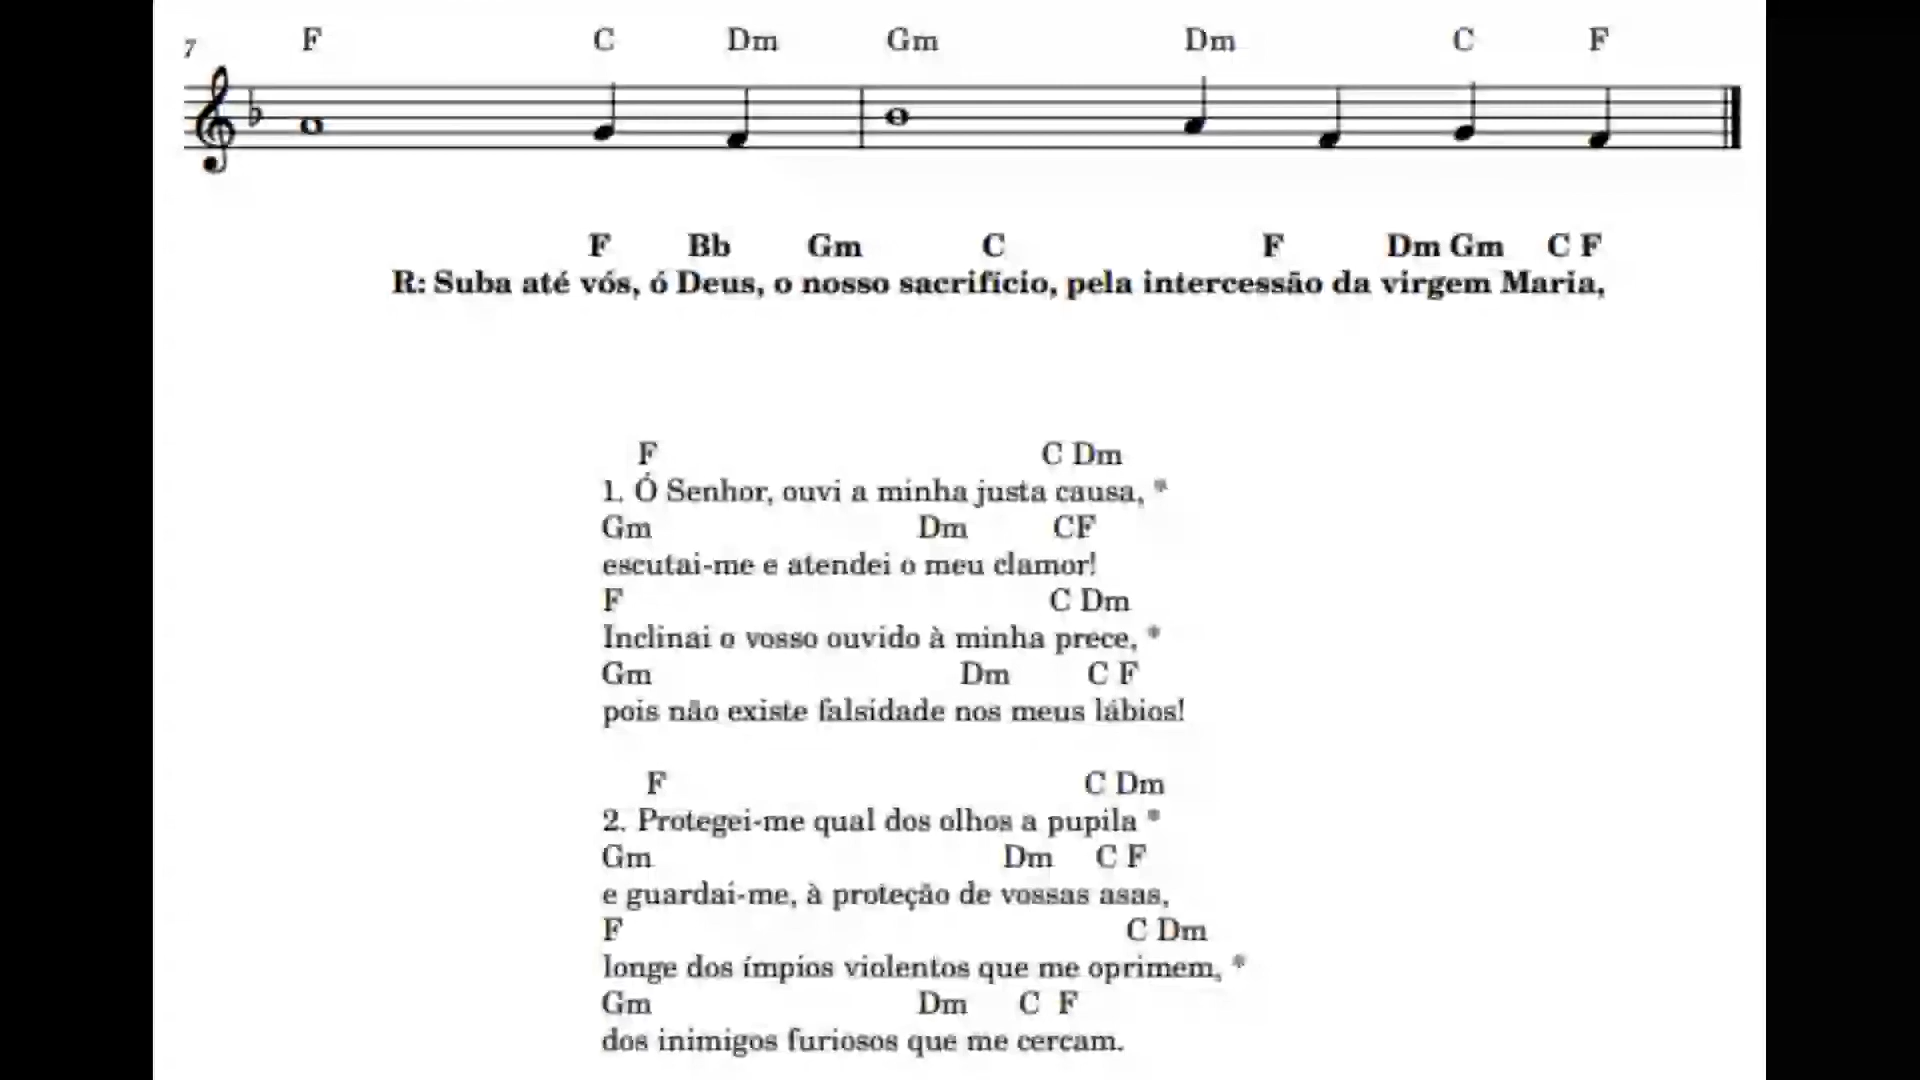 7 F C Dm Gm Dm C F
F Bb Gm C F Dm Gm C F
R: Suba até vós, ó Deus, o nosso sacrifício, pela intercessão da virgem Maria,
F C Dm
1. Ó Senhor, ouvi a minha justa causa, *
Gm Dm CF
escutai-me e atendei o meu clamor!
F C Dm
Inclinai o vosso ouvido à minha prece, *
Gm Dm C F
pois não existe falsidade nos meus lábios!
F C Dm
2. Protegei-me qual dos olhos a pupila *
Gm Dm C F
e guardai-me, à proteção de vossas asas,
F C Dm
longe dos ímpios violentos que me oprimem, *
Gm Dm C F
dos inimigos furiosos que me cercam.